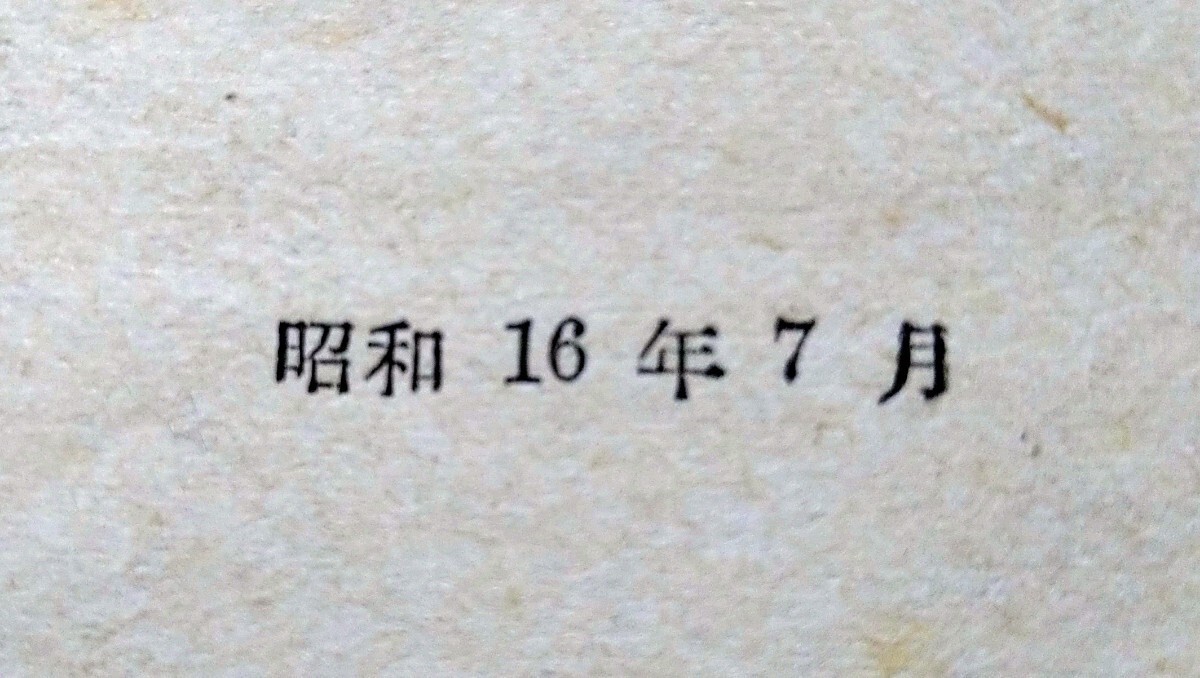 昭和 16 年 7 月